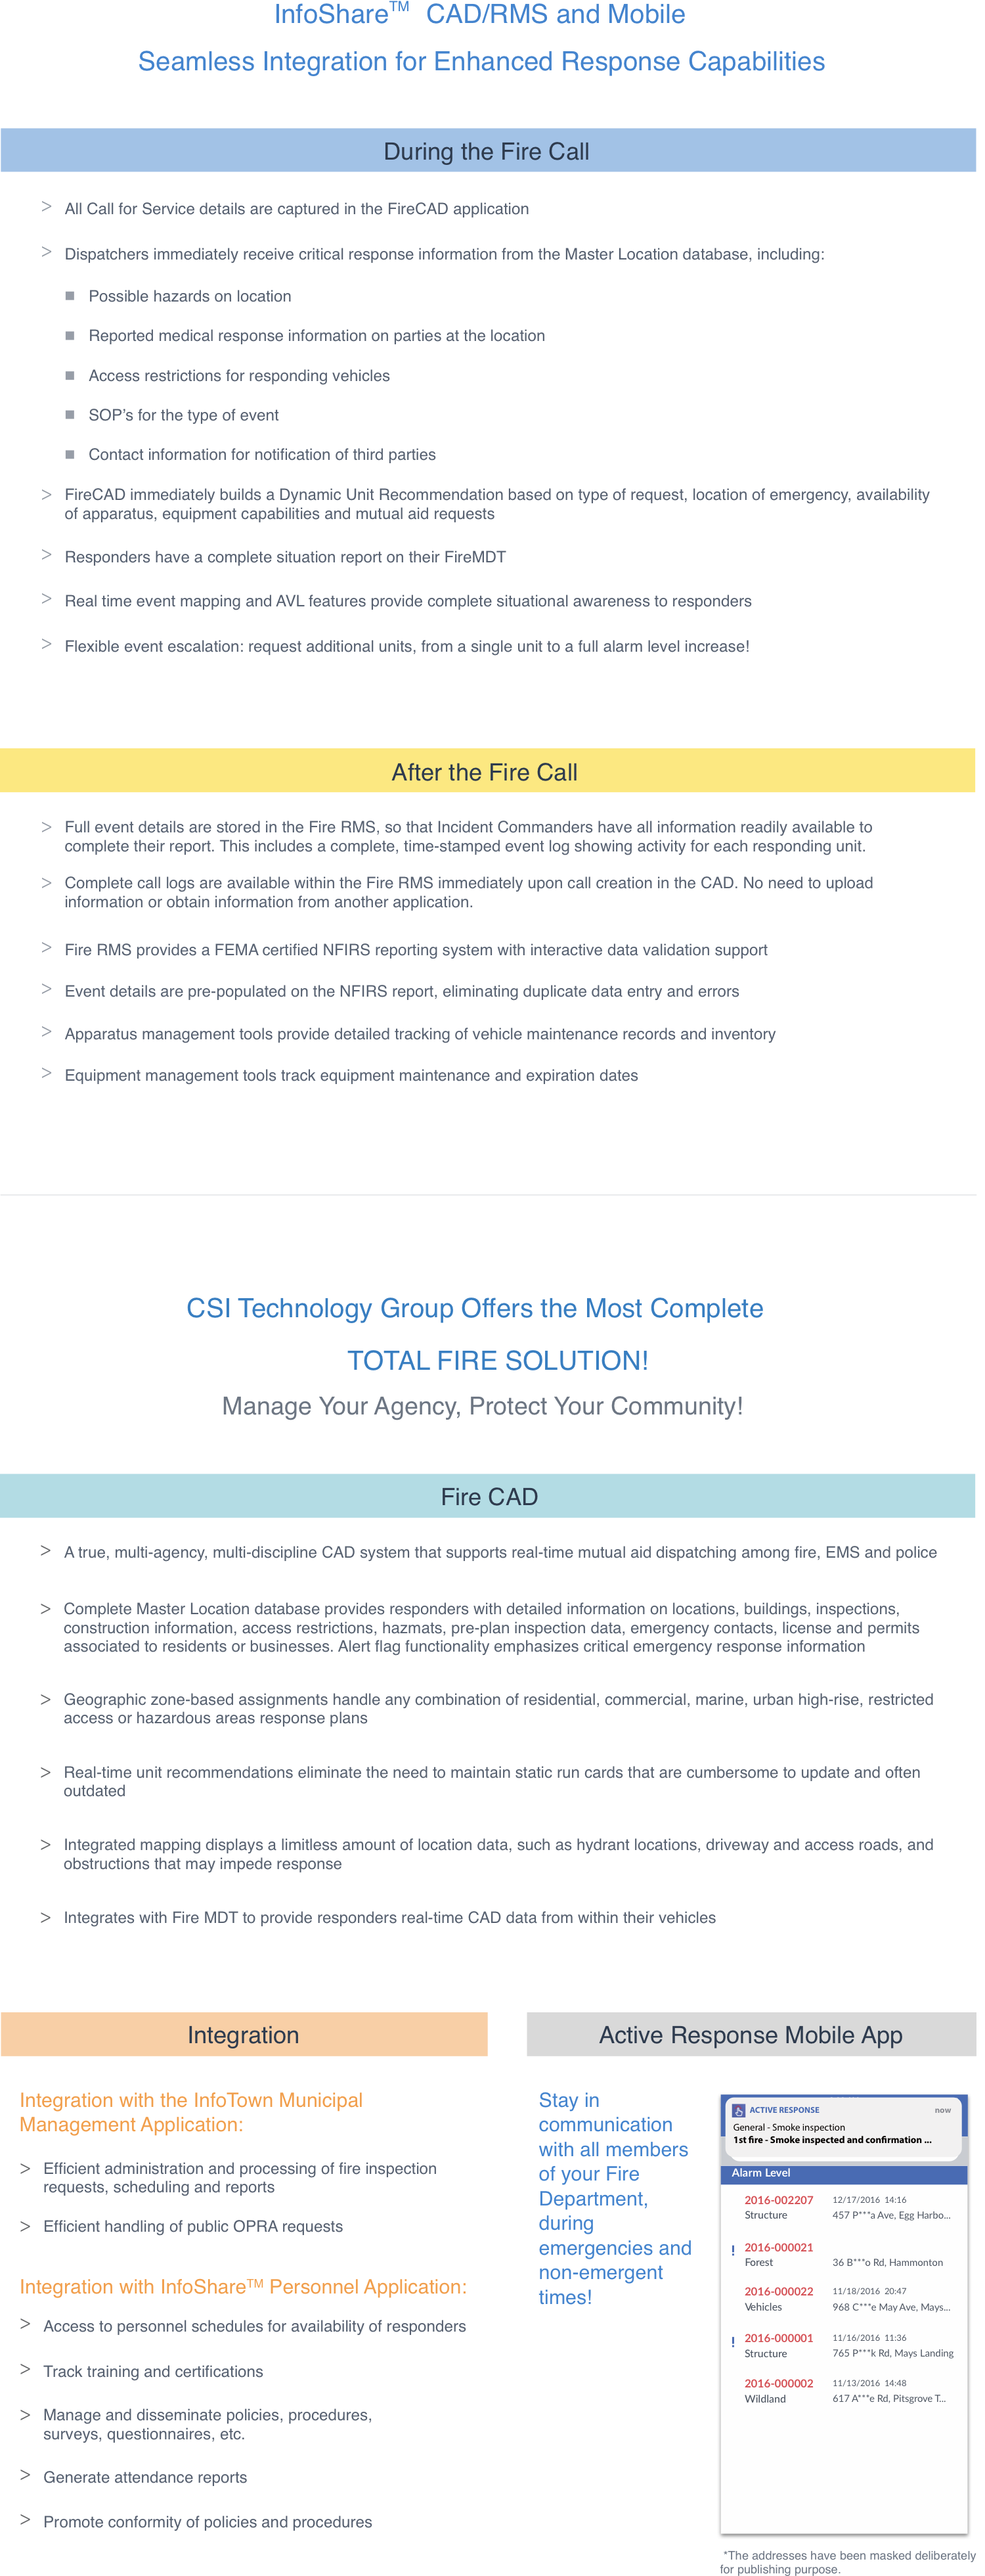 InfoShare™ CAD/RMS and Mobile
Seamless Integration for Enhanced Response Capabilities
During the Fire Call
> All Call for Service details are captured in the FireCAD application
> Dispatchers immediately receive critical response information from the Master Location database, including:
■ Possible hazards on location
■ Reported medical response information on parties at the location
■ Access restrictions for responding vehicles
■ SOP's for the type of event
■ Contact information for notification of third parties
> FireCAD immediately builds a Dynamic Unit Recommendation based on type of request, location of emergency, availability
of apparatus, equipment capabilities and mutual aid requests
> Responders have a complete situation report on their FireMDT
> Real time event mapping and AVL features provide complete situational awareness to responders
> Flexible event escalation: request additional units, from a single unit to a full alarm level increase!
After the Fire Call
> Full event details are stored in the Fire RMS, so that Incident Commanders have all information readily available to
complete their report. This includes a complete, time-stamped event log showing activity for each responding unit.
> Complete call logs are available within the Fire RMS immediately upon call creation in the CAD. No need to upload
information or obtain information from another application.
> Fire RMS provides a FEMA certified NFIRS reporting system with interactive data validation support
> Event details are pre-populated on the NFIRS report, eliminating duplicate data entry and errors
> Apparatus management tools provide detailed tracking of vehicle maintenance records and inventory
> Equipment management tools track equipment maintenance and expiration dates
CSI Technology Group Offers the Most Complete
TOTAL FIRE SOLUTION!
Manage Your Agency, Protect Your Community!
Fire CAD
> A true, multi-agency, multi-discipline CAD system that supports real-time mutual aid dispatching among fire, EMS and police
> Complete Master Location database provides responders with detailed information on locations, buildings, inspections,
construction information, access restrictions, hazmats, pre-plan inspection data, emergency contacts, license and permits
associated to residents or businesses. Alert flag functionality emphasizes critical emergency response information
> Geographic zone-based assignments handle any combination of residential, commercial, marine, urban high-rise, restricted
access or hazardous areas response plans
> Real-time unit recommendations eliminate the need to maintain static run cards that are cumbersome to update and often
outdated
> Integrated mapping displays a limitless amount of location data, such as hydrant locations, driveway and access roads, and
obstructions that may impede response
> Integrates with Fire MDT to provide responders real-time CAD data from within their vehicles
Integration
Integration with the InfoTown Municipal
Management Application:
> Efficient administration and processing of fire inspection
requests, scheduling and reports
> Efficient handling of public OPRA requests
Integration with InfoShare™ Personnel Application:
> Access to personnel schedules for availability of responders
> Track training and certifications
> Manage and disseminate policies, procedures,
surveys, questionnaires, etc.
> Generate attendance reports
> Promote conformity of policies and procedures
Active Response Mobile App
Stay in
communication
with all members
of your Fire
Department,
during
emergencies and
non-emergent
times!
ACTIVE RESPONSE now
General - Smoke inspection
1st fire - Smoke inspected and confirmation ...
Alarm Level
2016-002207 12/17/2016 14:16
Structure 457 P***a Ave, Egg Harbo...
! 2016-000021
Forest 36 B***o Rd, Hammonton
2016-000022 11/18/2016 20:47
Vehicles 968 C***e May Ave, Mays...
! 2016-000001 11/16/2016 11:36
Structure 765 P***k Rd, Mays Landing
2016-000002 11/13/2016 14:48
Wildland 617 A***e Rd, Pitsgrove T...
*The addresses have been masked deliberately
for publishing purpose.